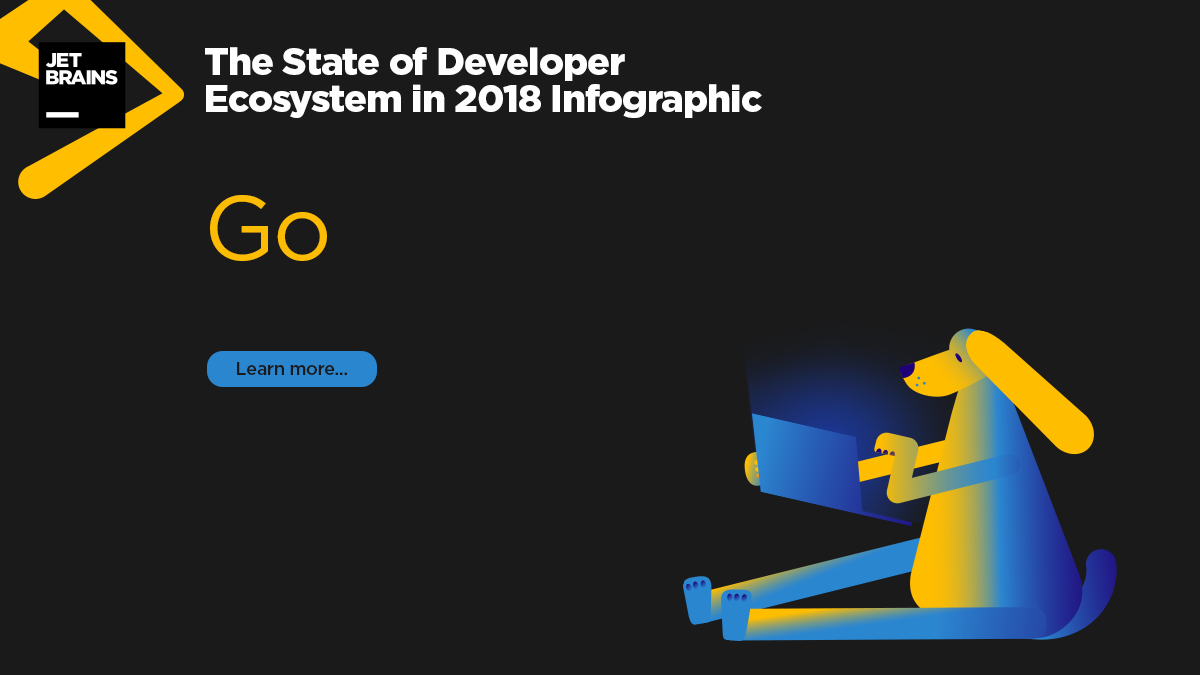 JET
BRAINS
The State of Developer
Ecosystem in 2018 Infographic
Go
Learn more...